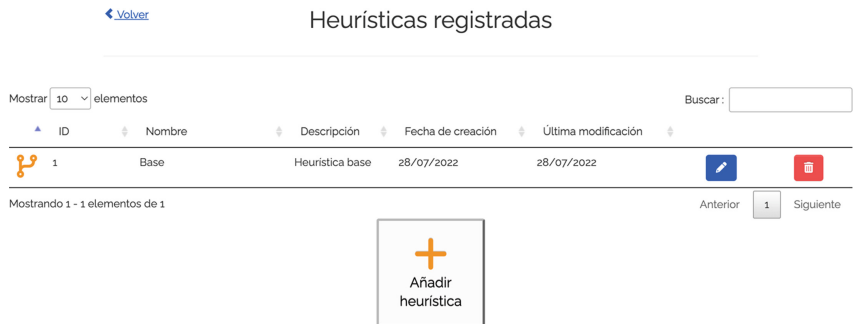 Volver
Heurísticas registradas
Mostrar 10 elementos
Buscar :
ID Nombre Descripción Fecha de creación Última modificación
1 Base Heurística base 28/07/2022 28/07/2022
Mostrando 1 - 1 elementos de 1
Anterior 1 Siguiente
Añadir
heurística